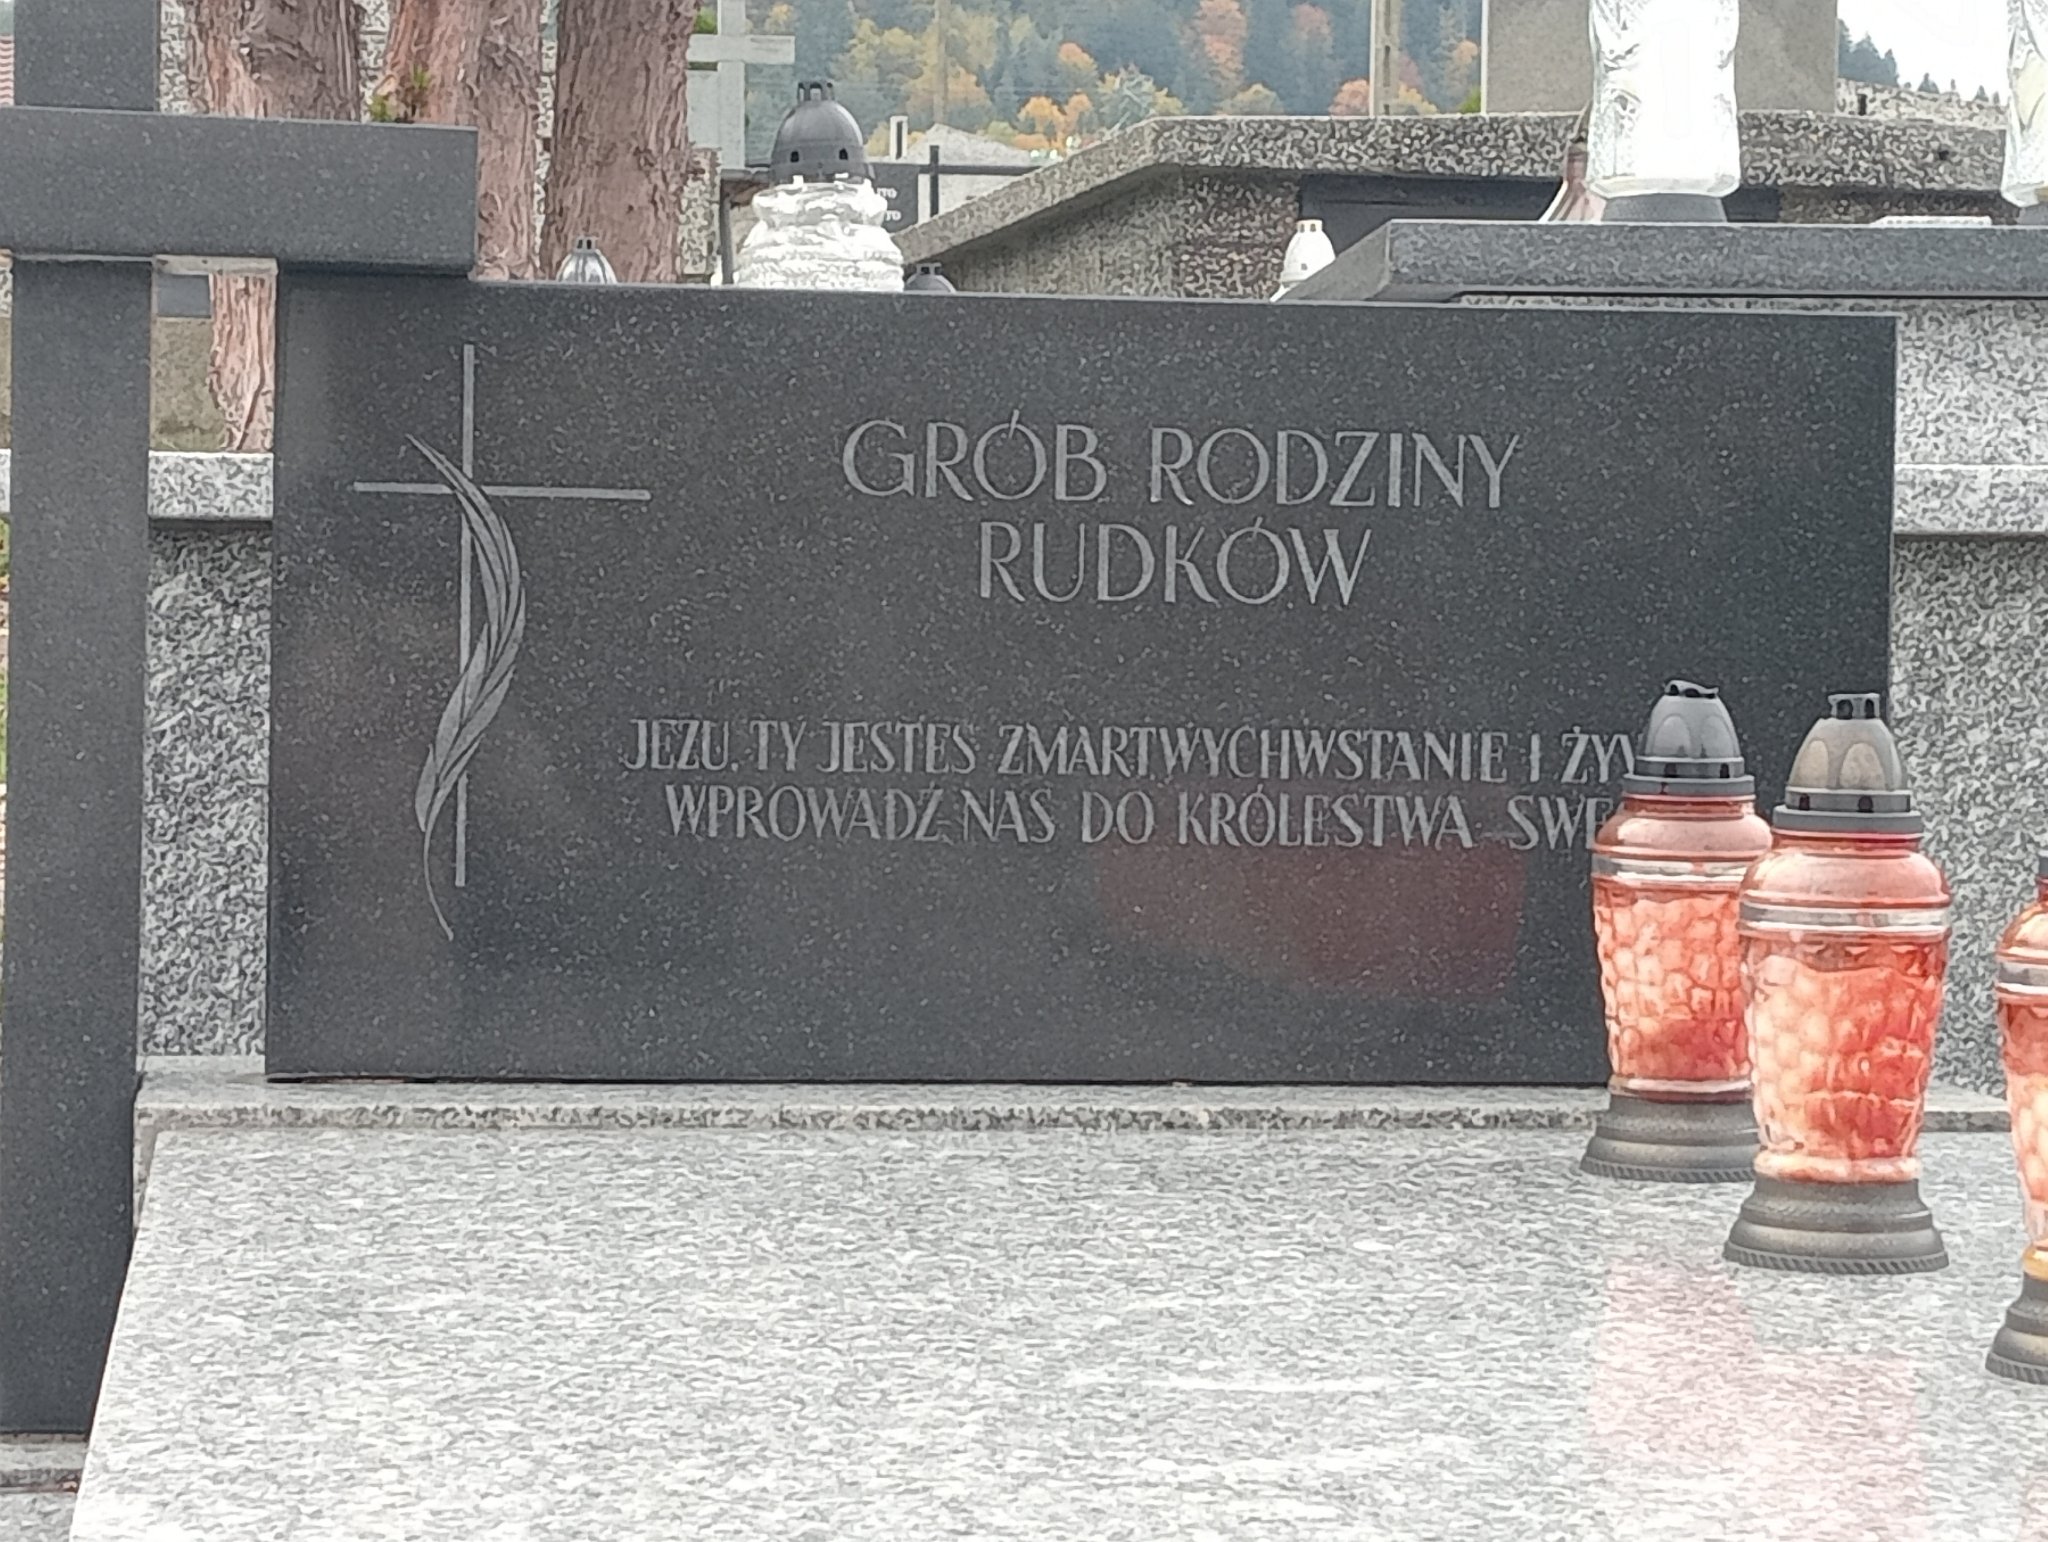 GRÓB RODZINY
RUDKÓW
JEZU, TY JESTEŚ ZMARTWYCHWSTANIE I
WPROWADŹ NAS DO KRÓLESTWA